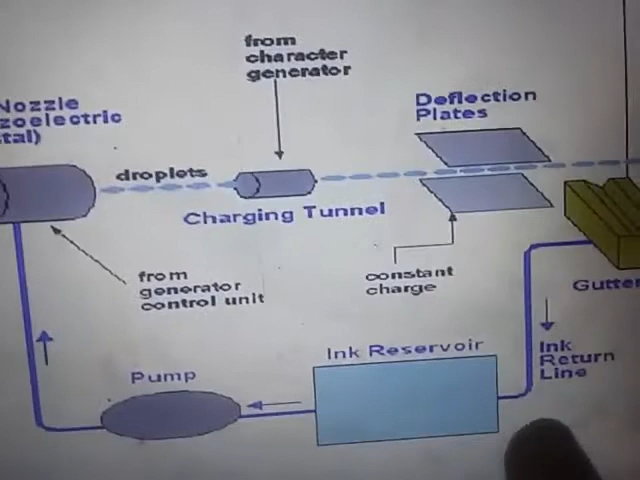 from
character
generator
Nozzle
zoelectric
tal)
Deflection
Plates
droplets
Charging Tunnel
from
generator
control unit
constant
charge
Gutter
Ink Reservoir
Ink
Return
Line
Pump